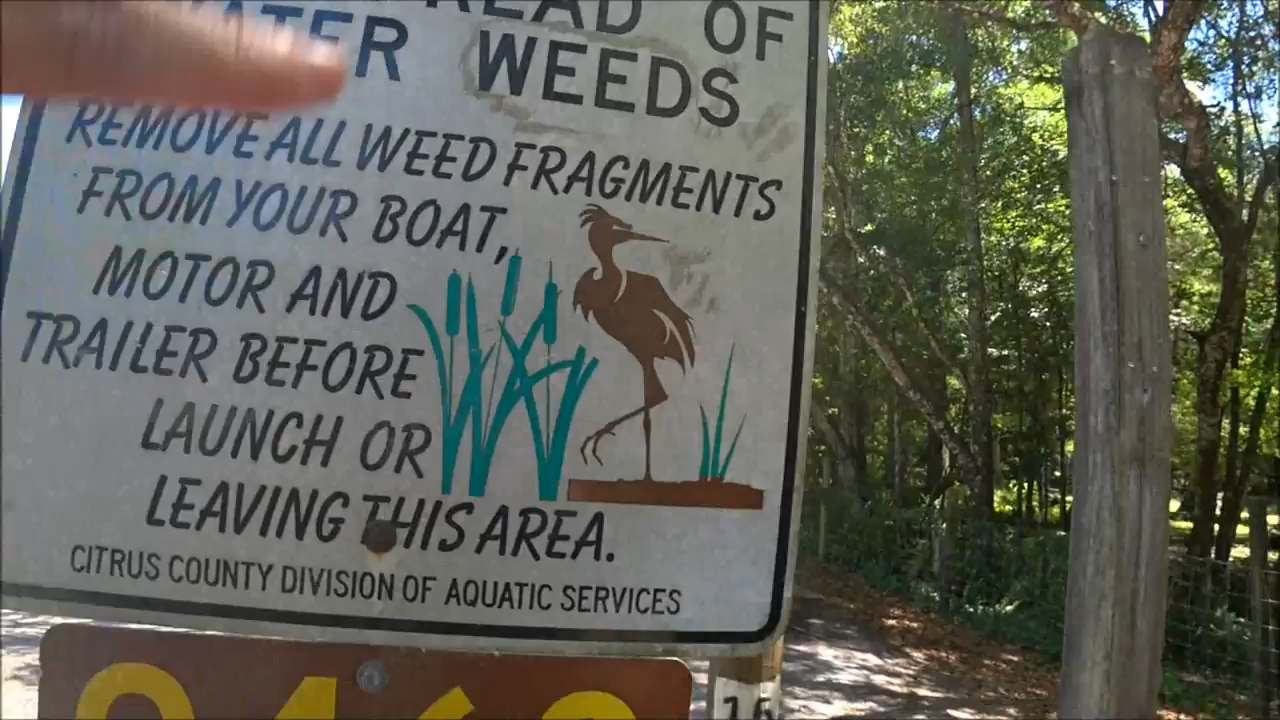 OF
WEEDS
REMOVE ALL WEED FRAGMENTS
FROM YOUR BOAT,
MOTOR AND
TRAILER BEFORE
LAUNCH OR
LEAVING THIS AREA.
CITRUS COUNTY DIVISION OF AQUATIC SERVICES
16